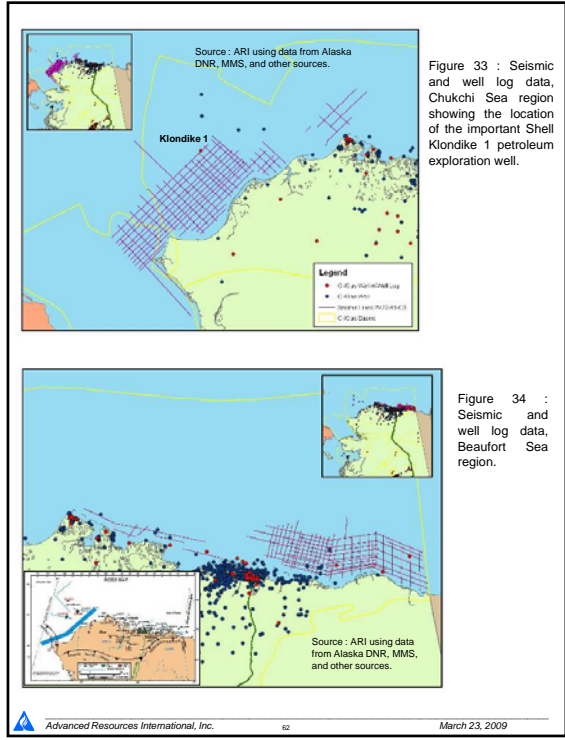 Source : ARI using data from Alaska
DNR, MMS, and other sources.
Klondike 1
Legend
Figure 33 : Seismic
and well log data,
Chukchi Sea region
showing the location
of the important Shell
Klondike 1 petroleum
exploration well.
Figure 34 :
Seismic and
well log data,
Beaufort Sea
region.
INDEX MAP
Source : ARI using data
from Alaska DNR, MMS,
and other sources.
Advanced Resources International, Inc.
62
March 23, 2009